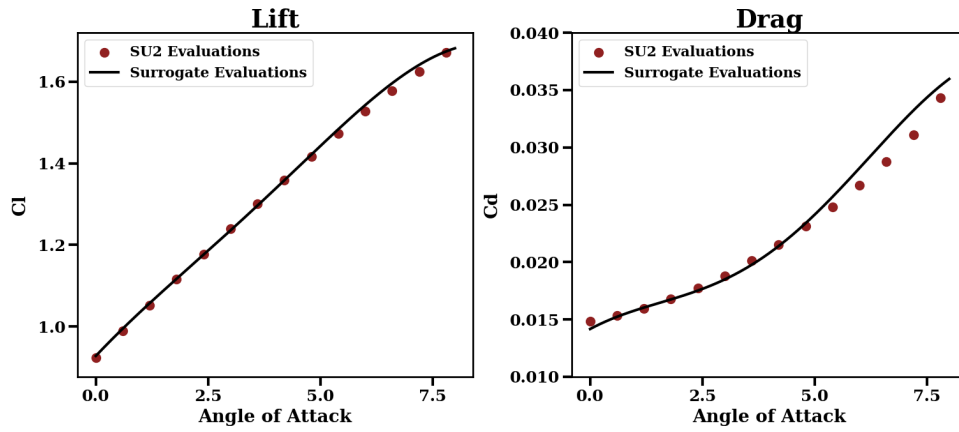 Lift
SU2 Evaluations
Surrogate Evaluations
1.6
1.4
1.2
1.0
Cl
0.0 2.5 5.0 7.5
Angle of Attack
Drag
SU2 Evaluations
Surrogate Evaluations
0.040
0.035
0.030
0.025
0.020
0.015
0.010
Cd
0.0 2.5 5.0 7.5
Angle of Attack